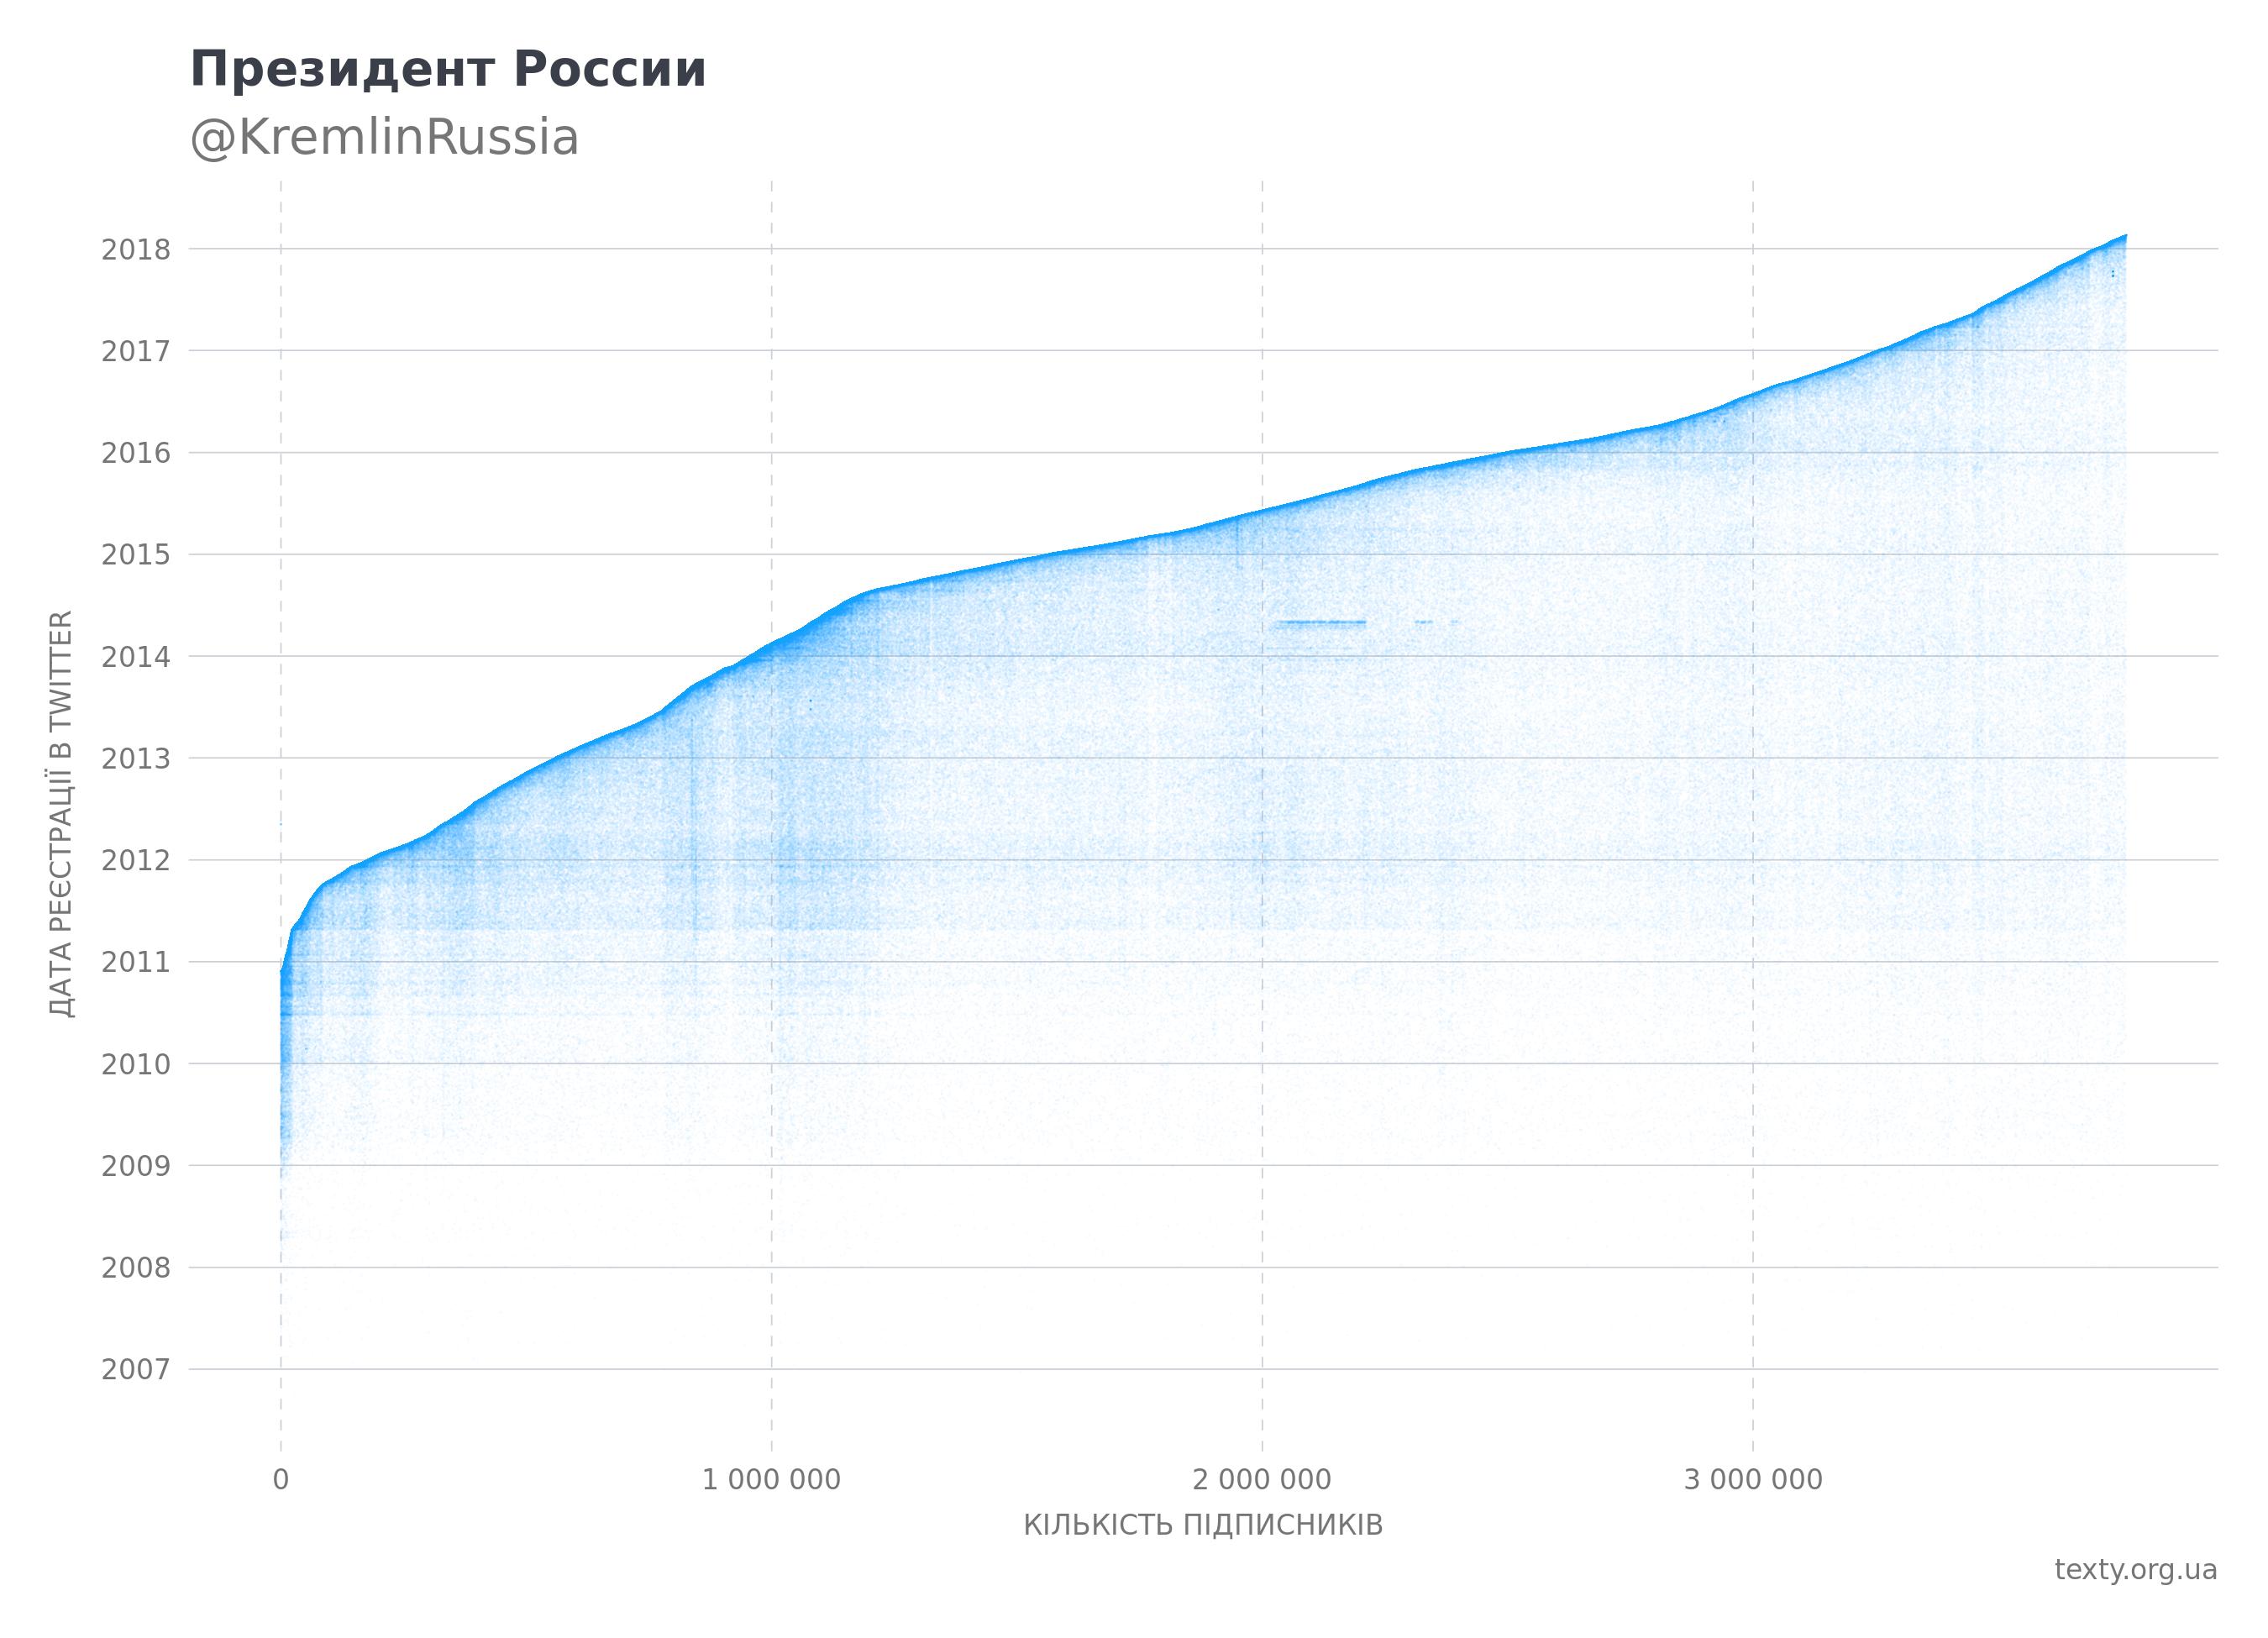 Президент России
@KremlinRussia
2018
2017
2016
2015
2014
2013
2012
2011
2010
2009
2008
2007
ДАТА РЕЄСТРАЦІЇ В TWITTER
0 1 000 000 2 000 000 3 000 000
КІЛЬКІСТЬ ПІДПИСНИКІВ
texty.org.ua